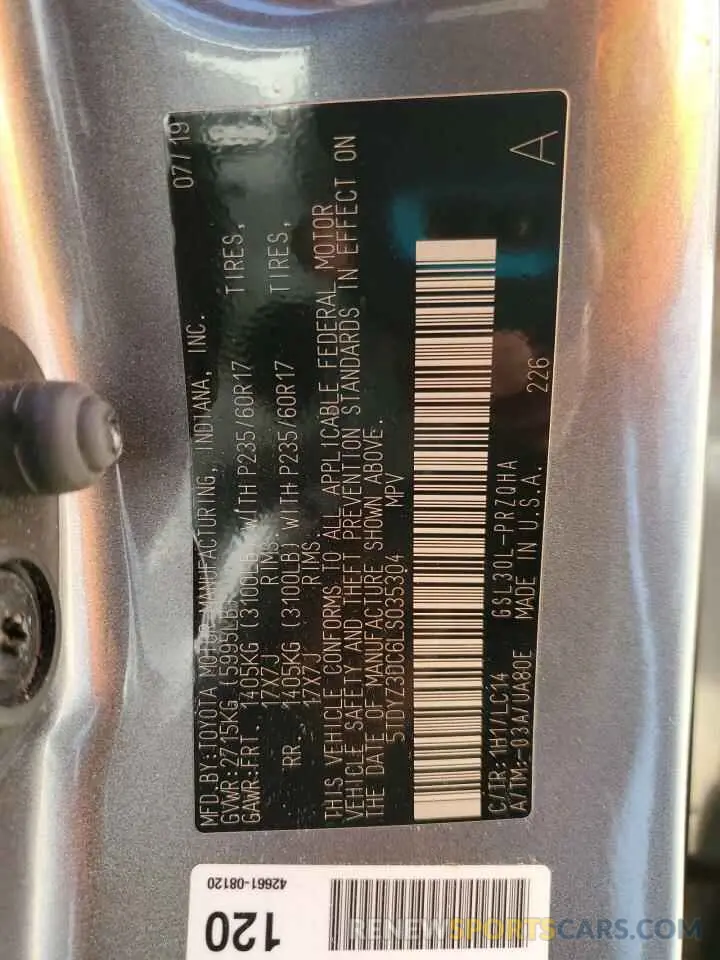 MFD.BY:TOYOTA MOTOR MANUFACTURING, INDIANA, INC. 07/19
GVWR:2715KG (5995LB)
GAWR:FRT 1405KG (3100LB) WITH P235/60R17 TIRES,
17X7J RIMS.
RR. 1405KG (3100LB) WITH P235/60R17 TIRES,
17X7J RIMS.
THIS VEHICLE CONFORMS TO ALL APPLICABLE FEDERAL MOTOR
VEHICLE SAFETY AND THEFT PREVENTION STANDARDS IN EFFECT ON
THE DATE OF MANUFACTURE SHOWN ABOVE.
5TDYZ3DC6LS035304 MPV
C/TR:1H1/LC14 GSL30L-PRZQHA
A/TM:-03A/UA80E MADE IN U.S.A. 226
A
42661-08120
120
RENEWSPORTSCARS.COM